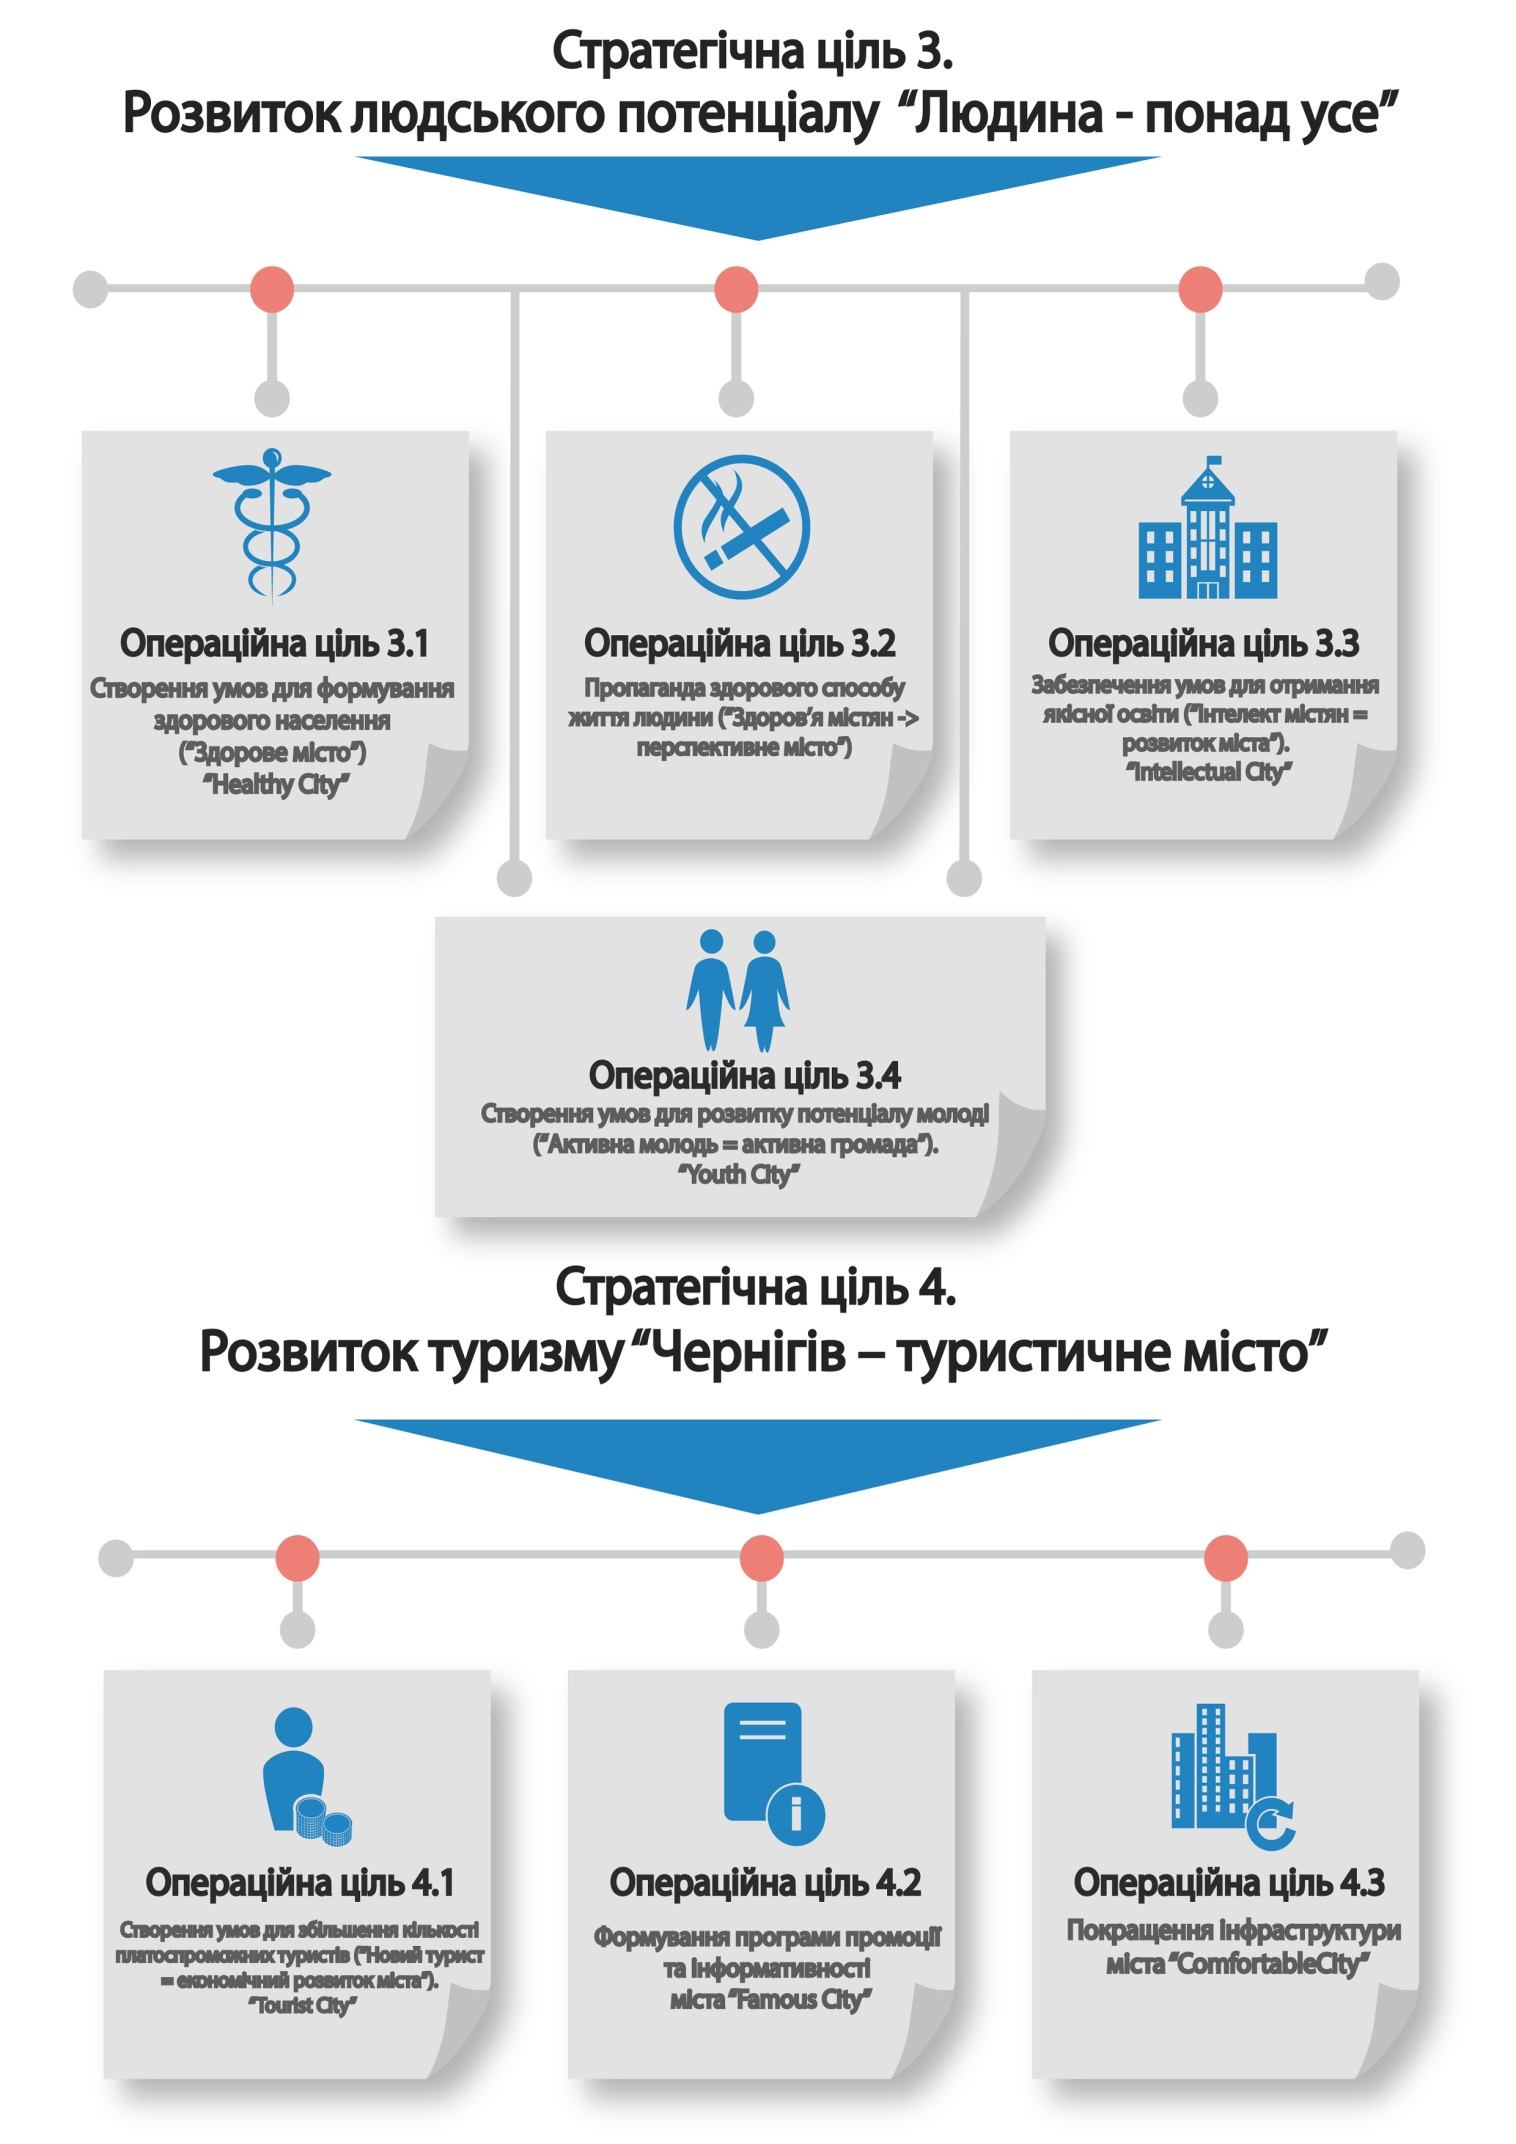 Стратегічна ціль 3.
Розвиток людського потенціалу “Людина - понад усе”
Операційна ціль 3.1
Створення умов для формування
здорового населення
(“Здорове місто”)
“Healthy City”
Операційна ціль 3.2
Пропаганда здорового способу
життя людини (“Здоров’я містян ->
перспективне місто”)
Операційна ціль 3.3
Забезпечення умов для отримання
якісної освіти (“Інтелект містян =
розвиток міста”).
“Intellectual City”
Операційна ціль 3.4
Створення умов для розвитку потенціалу молоді
(“Активна молодь = активна громада”).
“Youth City”
Стратегічна ціль 4.
Розвиток туризму “Чернігів – туристичне місто”
Операційна ціль 4.1
Створення умов для збільшення кількості
платоспроможних туристів (“Новий турист
= економічний розвиток міста”).
“Tourist City”
Операційна ціль 4.2
Формування програми промоції
та інформативності
міста “Famous City”
Операційна ціль 4.3
Покращення інфраструктури
міста “ComfortableCity”